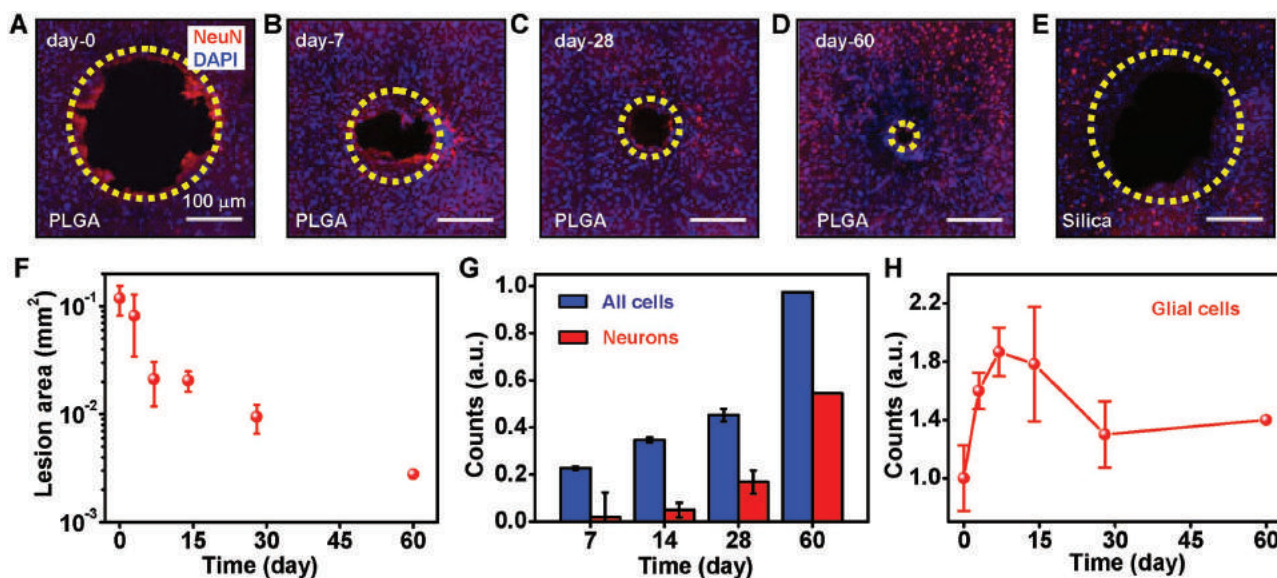 A
day-0
NeuN
DAPI
100 μm
PLGA
B
day-7
PLGA
C
day-28
PLGA
D
day-60
PLGA
E
Silica
F
Lesion area (mm²)
10⁻¹
10⁻²
10⁻³
0 15 30 45 60
Time (day)
G
Counts (a.u.)
1.0
0.8
0.6
0.4
0.2
0.0
All cells
Neurons
7 14 28 60
Time (day)
H
Counts (a.u.)
2.2
1.8
1.4
1.0
Glial cells
0 15 30 45 60
Time (day)